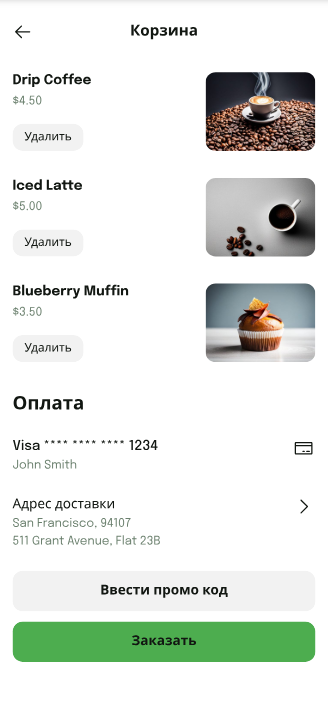 Корзина
Drip Coffee
$4.50
Удалить
Iced Latte
$5.00
Удалить
Blueberry Muffin
$3.50
Удалить
Оплата
Visa **** **** **** 1234
John Smith
Адрес доставки
San Francisco, 94107
511 Grant Avenue, Flat 23B
Ввести промо код
Заказать